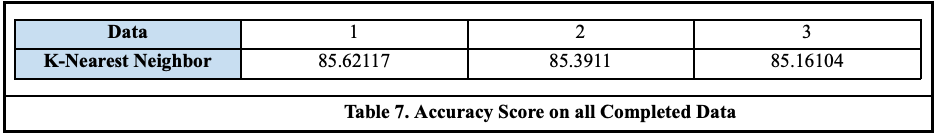 Data 1 2 3
K-Nearest Neighbor 85.62117 85.3911 85.16104
Table 7. Accuracy Score on all Completed Data